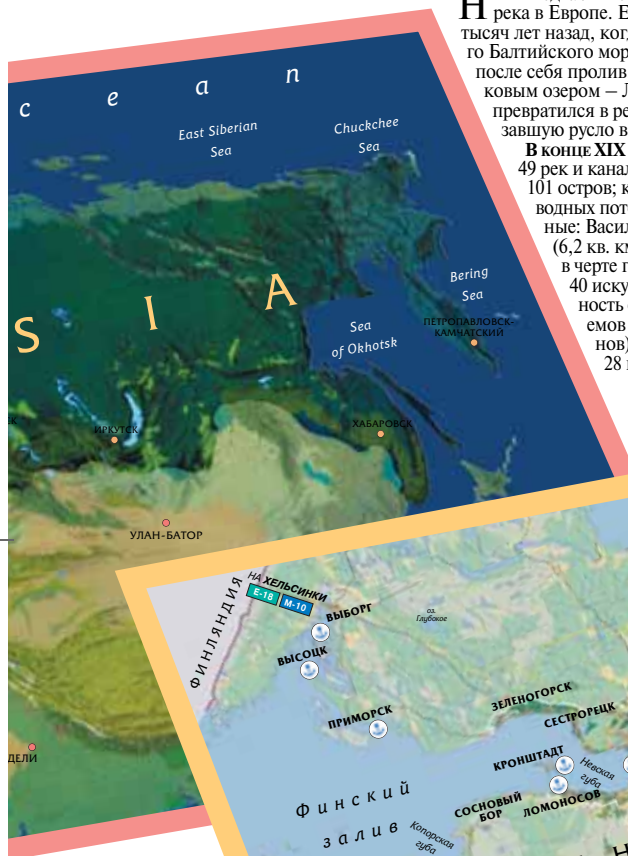 Н
река в Европе. Е
тысяч лет назад, ког
го Балтийского мор
после себя пролив
ковым озером – Л
превратился в ре
завшую русло в
В КОНЦЕ XIX
49 рек и канал
101 остров; к
водных пот
ные: Васил
(6,2 кв. км
в черте г
40 иску
ность
емов
нов)
28
c e a n
East Siberian
Sea
Chuckchee
Sea
Bering
Sea
S I A
Sea
of Okhotsk
ПЕТРОПАВЛОВСК-
КАМЧАТСКИЙ
ИРКУТСК
ХАБАРОВСК
УЛАН-БАТОР
ДЕЛИ
ФИНЛЯНДИЯ
НА ХЕЛЬСИНКИ
E-18 M-10
ВЫБОРГ
оз.
Глубокое
ВЫСОЦК
ПРИМОРСК
ЗЕЛЕНОГОРСК
СЕСТРОРЕЦК
КРОНШТАДТ
Невская
губа
Финский
залив
СОСНОВЫЙ
БОР
ЛОМОНОСОВ
Копорская
губа
Н